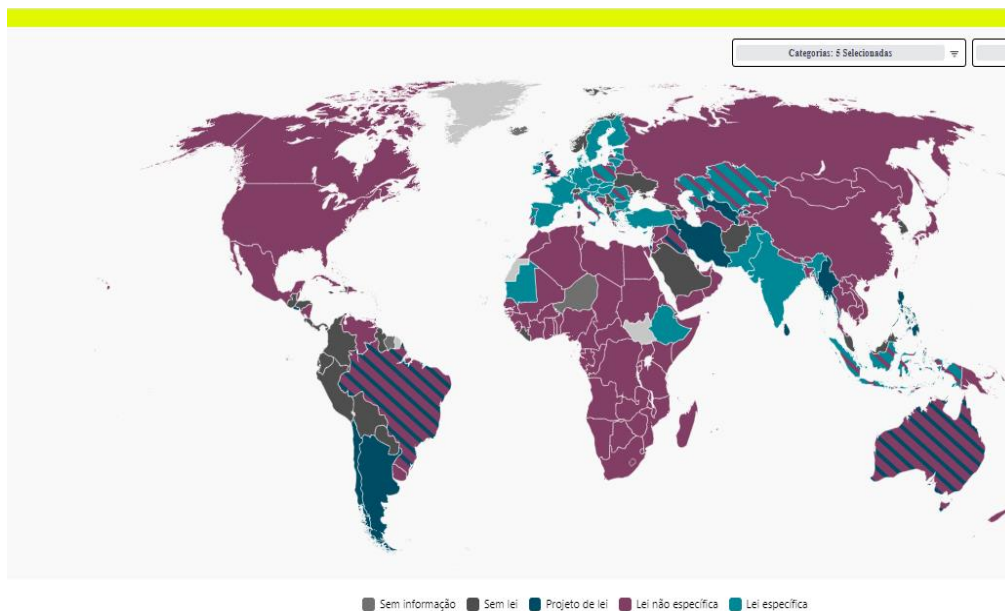 Categorias: 5 Selecionadas
Sem informação Sem lei Projeto de lei Lei não específica Lei específica